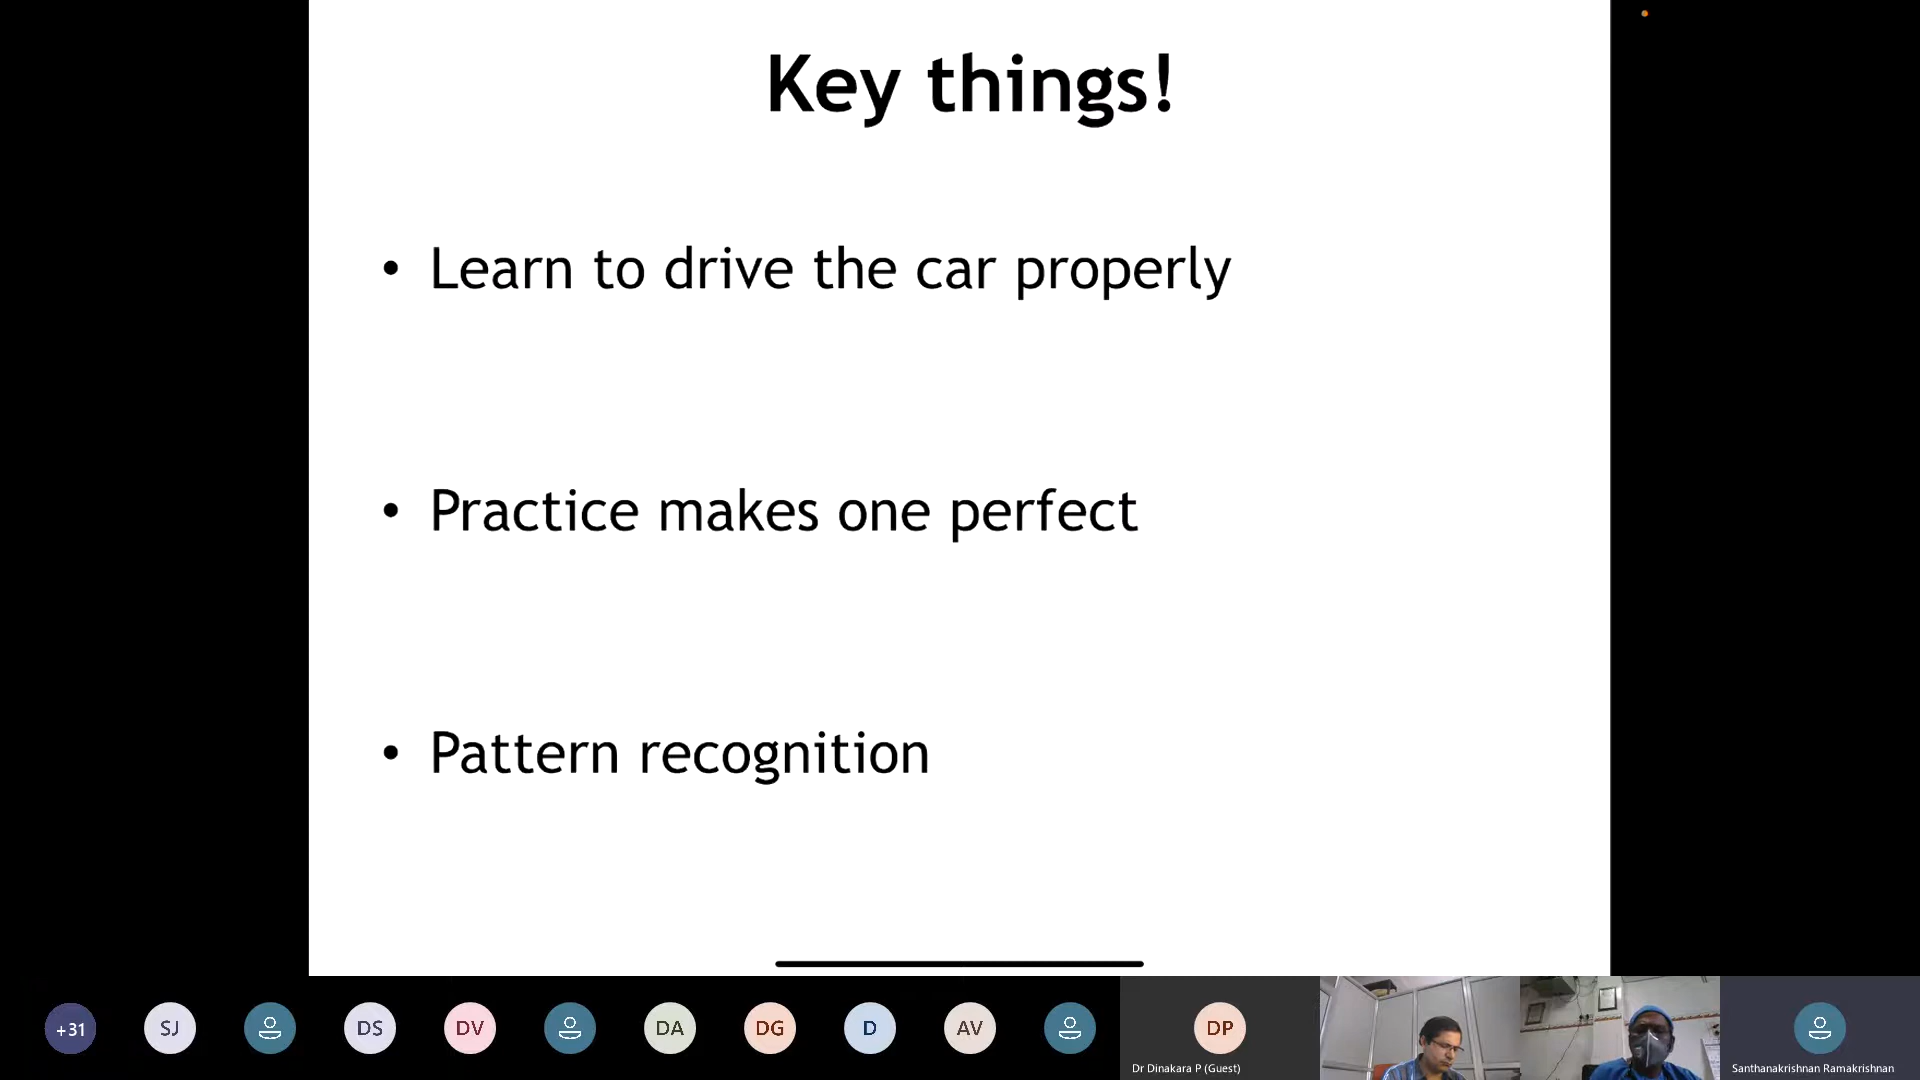 Key things!
• Learn to drive the car properly
• Practice makes one perfect
• Pattern recognition
+31
SJ
DS
DV
DA
DG
D
AV
DP
Dr Dinakara P (Guest)
Santhanakrishnan Ramakrishnan